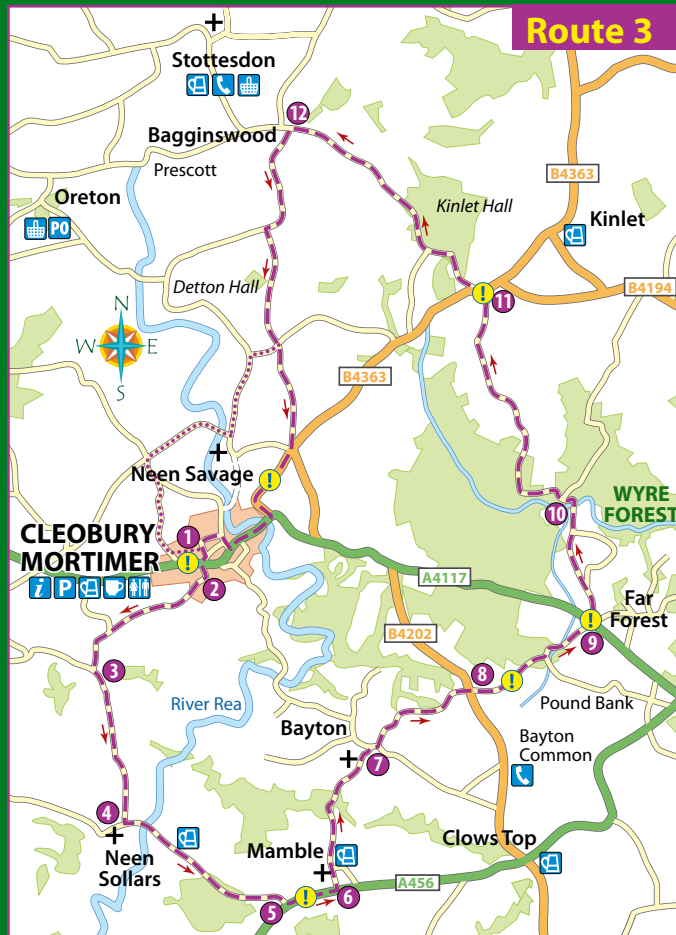 Route 3
Stottesdon
12
Bagginswood
Prescott
B4363
Oreton
PO
Kinlet Hall
Kinlet
Detton Hall
B4194
11
N
W E
S
B4363
!
Neen Savage
!
WYRE
FOREST
10
CLEOBURY
MORTIMER
1
!
i P
2
A4117
Far
Forest
!
B4202
9
3
8
!
River Rea
Pound Bank
Bayton
Bayton
Common
7
4
Neen
Sollars
Mamble
Clows Top
!
A456
5
6